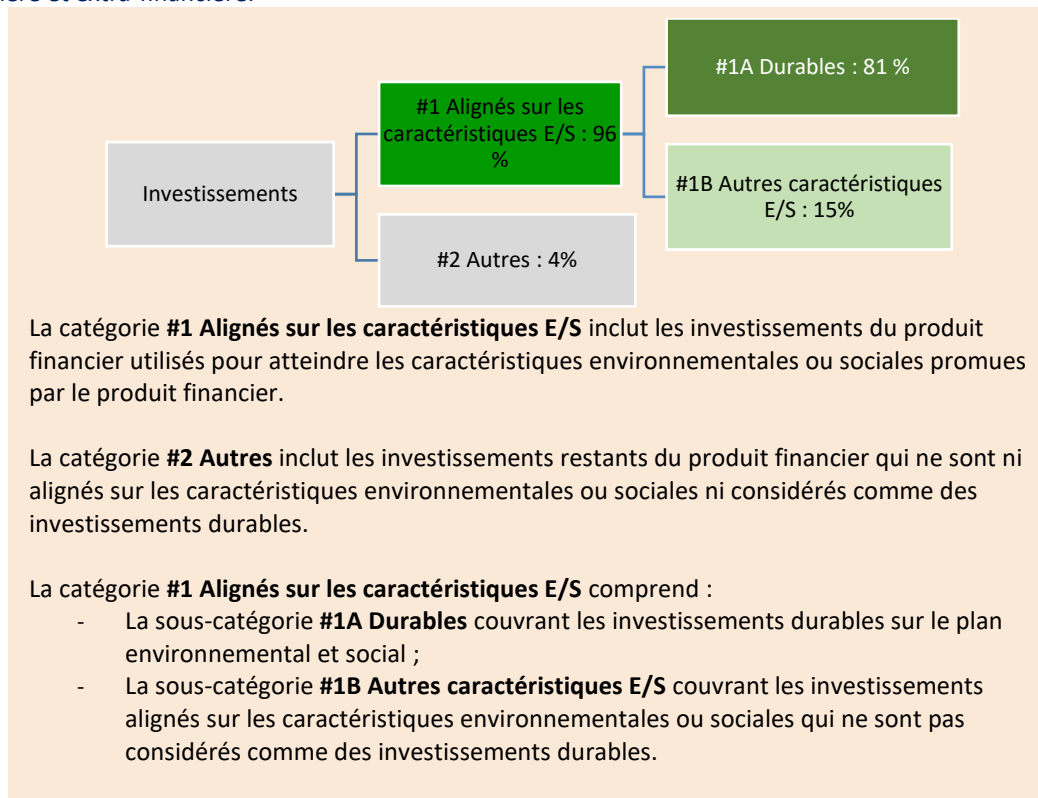 et extra-financière.
#1A Durables : 81 %
#1 Alignés sur les
caractéristiques E/S : 96
%
#1B Autres caractéristiques
E/S : 15%
Investissements
#2 Autres : 4%
La catégorie #1 Alignés sur les caractéristiques E/S inclut les investissements du produit
financier utilisés pour atteindre les caractéristiques environnementales ou sociales promues
par le produit financier.
La catégorie #2 Autres inclut les investissements restants du produit financier qui ne sont ni
alignés sur les caractéristiques environnementales ou sociales ni considérés comme des
investissements durables.
La catégorie #1 Alignés sur les caractéristiques E/S comprend :
- La sous-catégorie #1A Durables couvrant les investissements durables sur le plan
environnemental et social ;
- La sous-catégorie #1B Autres caractéristiques E/S couvrant les investissements
alignés sur les caractéristiques environnementales ou sociales qui ne sont pas
considérés comme des investissements durables.